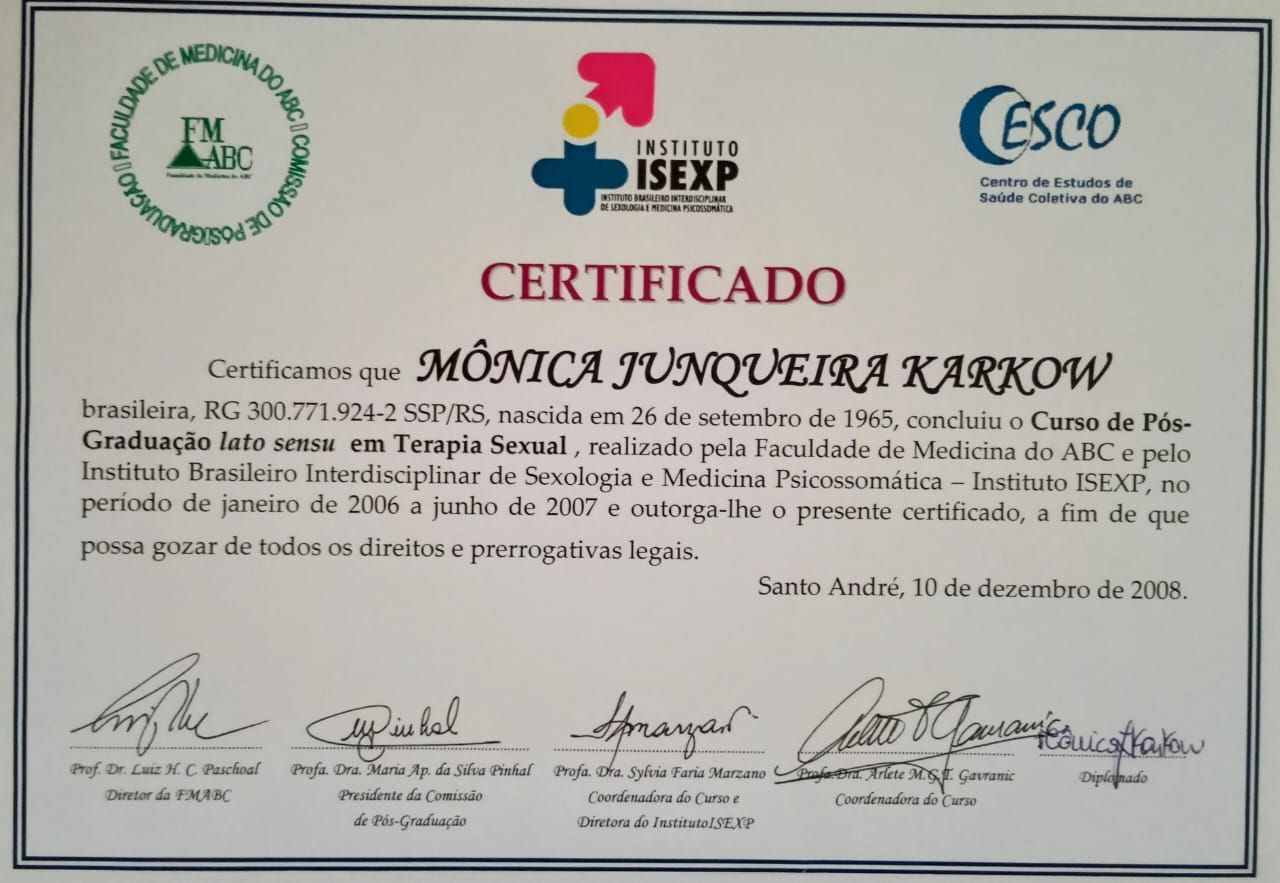 FACULDADE DE MEDICINA DO ABC
COMISSÃO DE PÓS-GRADUAÇÃO
FM
ABC
Faculdade de Medicina do ABC
INSTITUTO
ISEXP
INSTITUTO BRASILEIRO INTERDISCIPLINAR
DE SEXOLOGIA E MEDICINA PSICOSSOMÁTICA
CESCO
Centro de Estudos de
Saúde Coletiva do ABC
CERTIFICADO
Certificamos que MÔNICA JUNQUEIRA KARKOW
brasileira, RG 300.771.924-2 SSP/RS, nascida em 26 de setembro de 1965, concluiu o Curso de Pós-
Graduação lato sensu em Terapia Sexual , realizado pela Faculdade de Medicina do ABC e pelo
Instituto Brasileiro Interdisciplinar de Sexologia e Medicina Psicossomática – Instituto ISEXP, no
período de janeiro de 2006 a junho de 2007 e outorga-lhe o presente certificado, a fim de que
possa gozar de todos os direitos e prerrogativas legais.
Santo André, 10 de dezembro de 2008.
Prof. Dr. Luiz H. C. Paschoal
Diretor da FMABC
Profa. Dra. Maria Ap. da Silva Pinhal
Presidente da Comissão
de Pós-Graduação
Profa. Dra. Sylvia Faria Marzano
Coordenadora do Curso e
Diretora do InstitutoISEXP
Profa.Dra. Arlete M.G.T. Gavranic
Coordenadora do Curso
Mônica Karkow
Diplomado